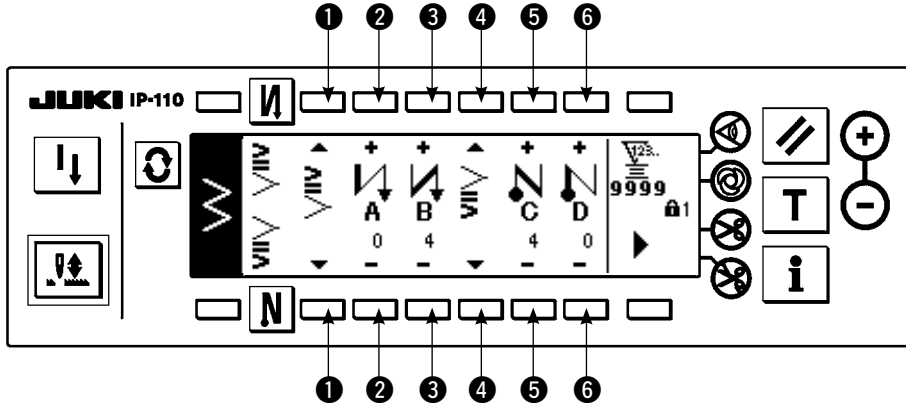 ❶ ❷ ❸ ❹ ❺ ❻
JUKI IP-110
123..
9999
1
A B C D
0 4 4 0
T
i
❶ ❷ ❸ ❹ ❺ ❻